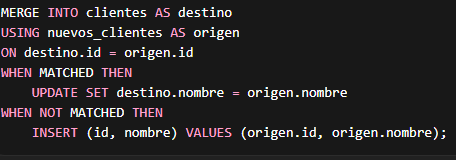 MERGE INTO clientes AS destino
USING nuevos_clientes AS origen
ON destino.id = origen.id
WHEN MATCHED THEN
    UPDATE SET destino.nombre = origen.nombre
WHEN NOT MATCHED THEN
    INSERT (id, nombre) VALUES (origen.id, origen.nombre);